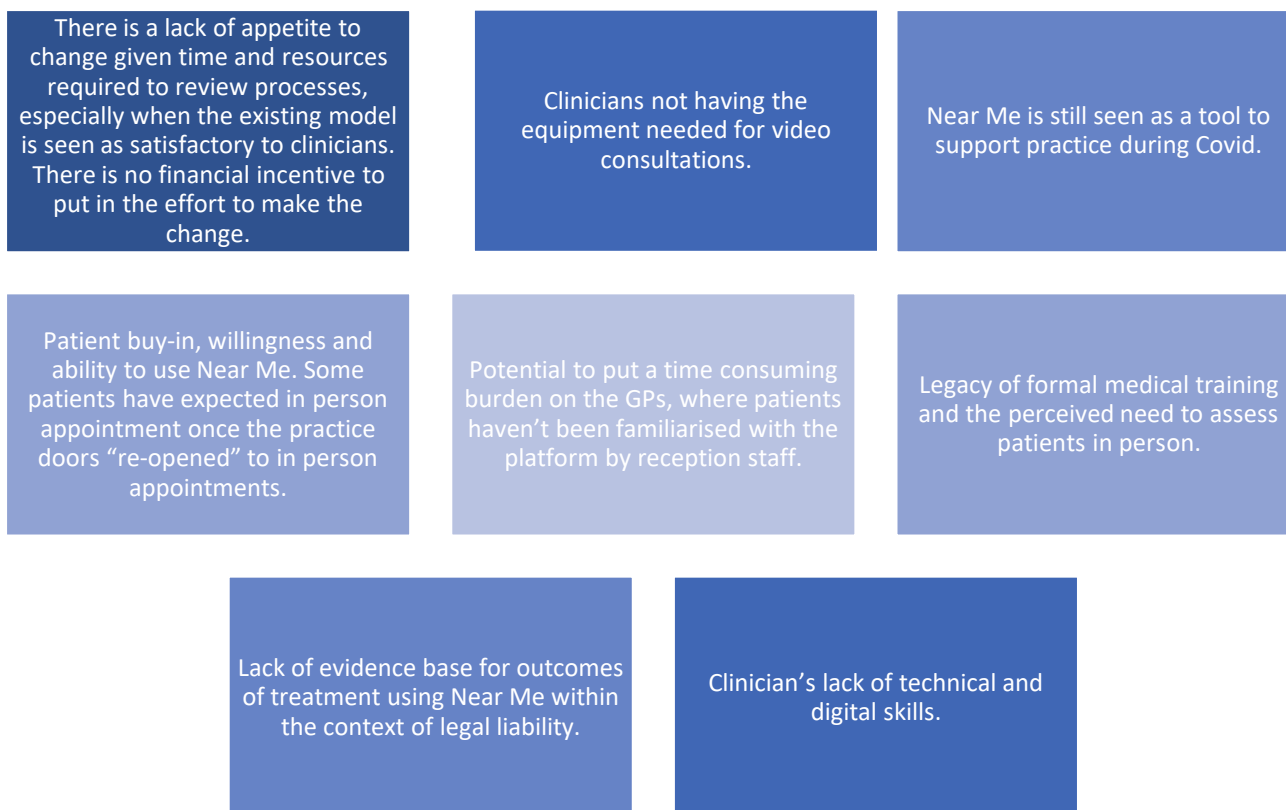 There is a lack of appetite to
change given time and resources
required to review processes,
especially when the existing model
is seen as satisfactory to clinicians.
There is no financial incentive to
put in the effort to make the
change.
Clinicians not having the
equipment needed for video
consultations.
Near Me is still seen as a tool to
support practice during Covid.
Patient buy-in, willingness and
ability to use Near Me. Some
patients have expected in person
appointment once the practice
doors “re-opened” to in person
appointments.
Potential to put a time consuming
burden on the GPs, where patients
haven’t been familiarised with the
platform by reception staff.
Legacy of formal medical training
and the perceived need to assess
patients in person.
Lack of evidence base for outcomes
of treatment using Near Me within
the context of legal liability.
Clinician’s lack of technical and
digital skills.